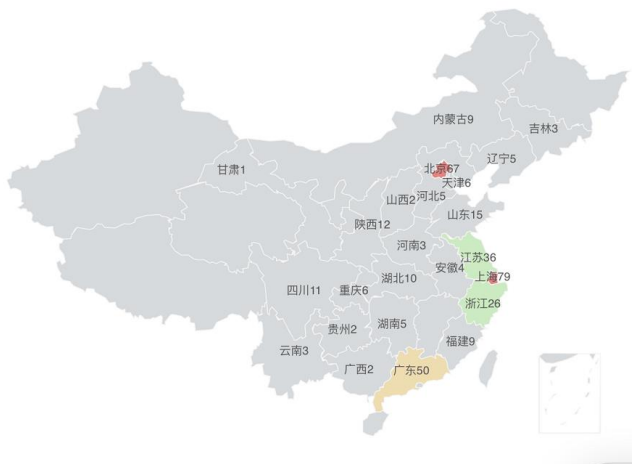 内蒙古9
吉林3
辽宁5
北京67
甘肃1
天津6
山西2
河北5
山东15
陕西12
河南3
江苏36
安徽4
上海79
湖北10
四川11
重庆6
浙江26
湖南5
贵州2
福建9
云南3
广西2
广东50